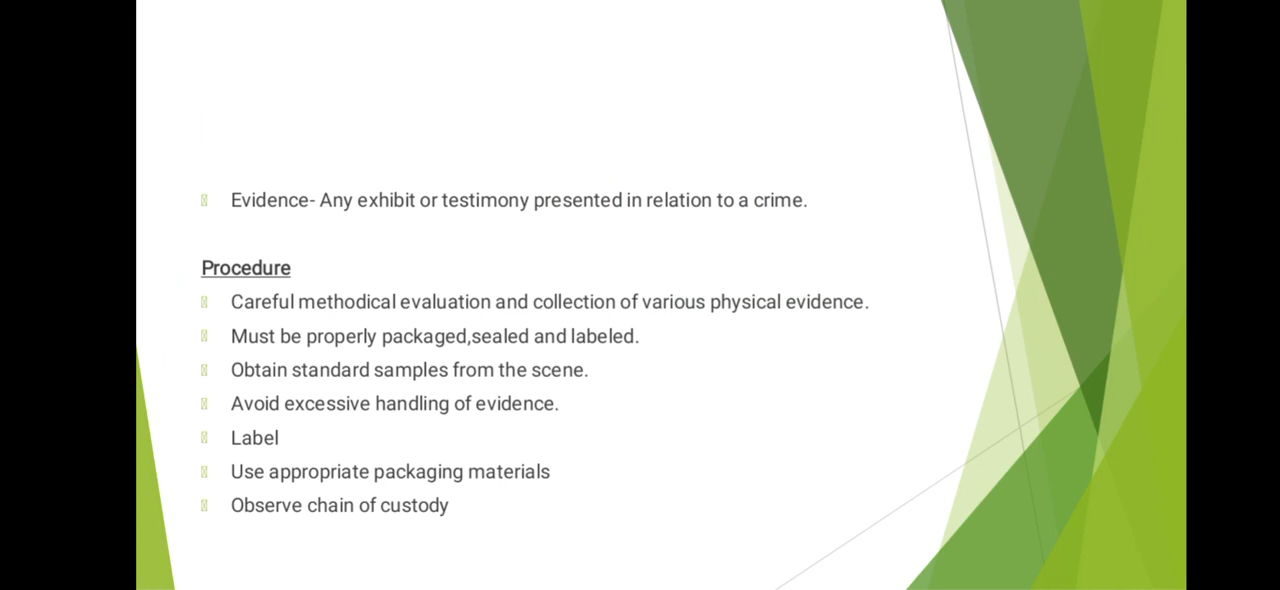 Evidence- Any exhibit or testimony presented in relation to a crime.
Procedure
Careful methodical evaluation and collection of various physical evidence.
Must be properly packaged,sealed and labeled.
Obtain standard samples from the scene.
Avoid excessive handling of evidence.
Label
Use appropriate packaging materials
Observe chain of custody